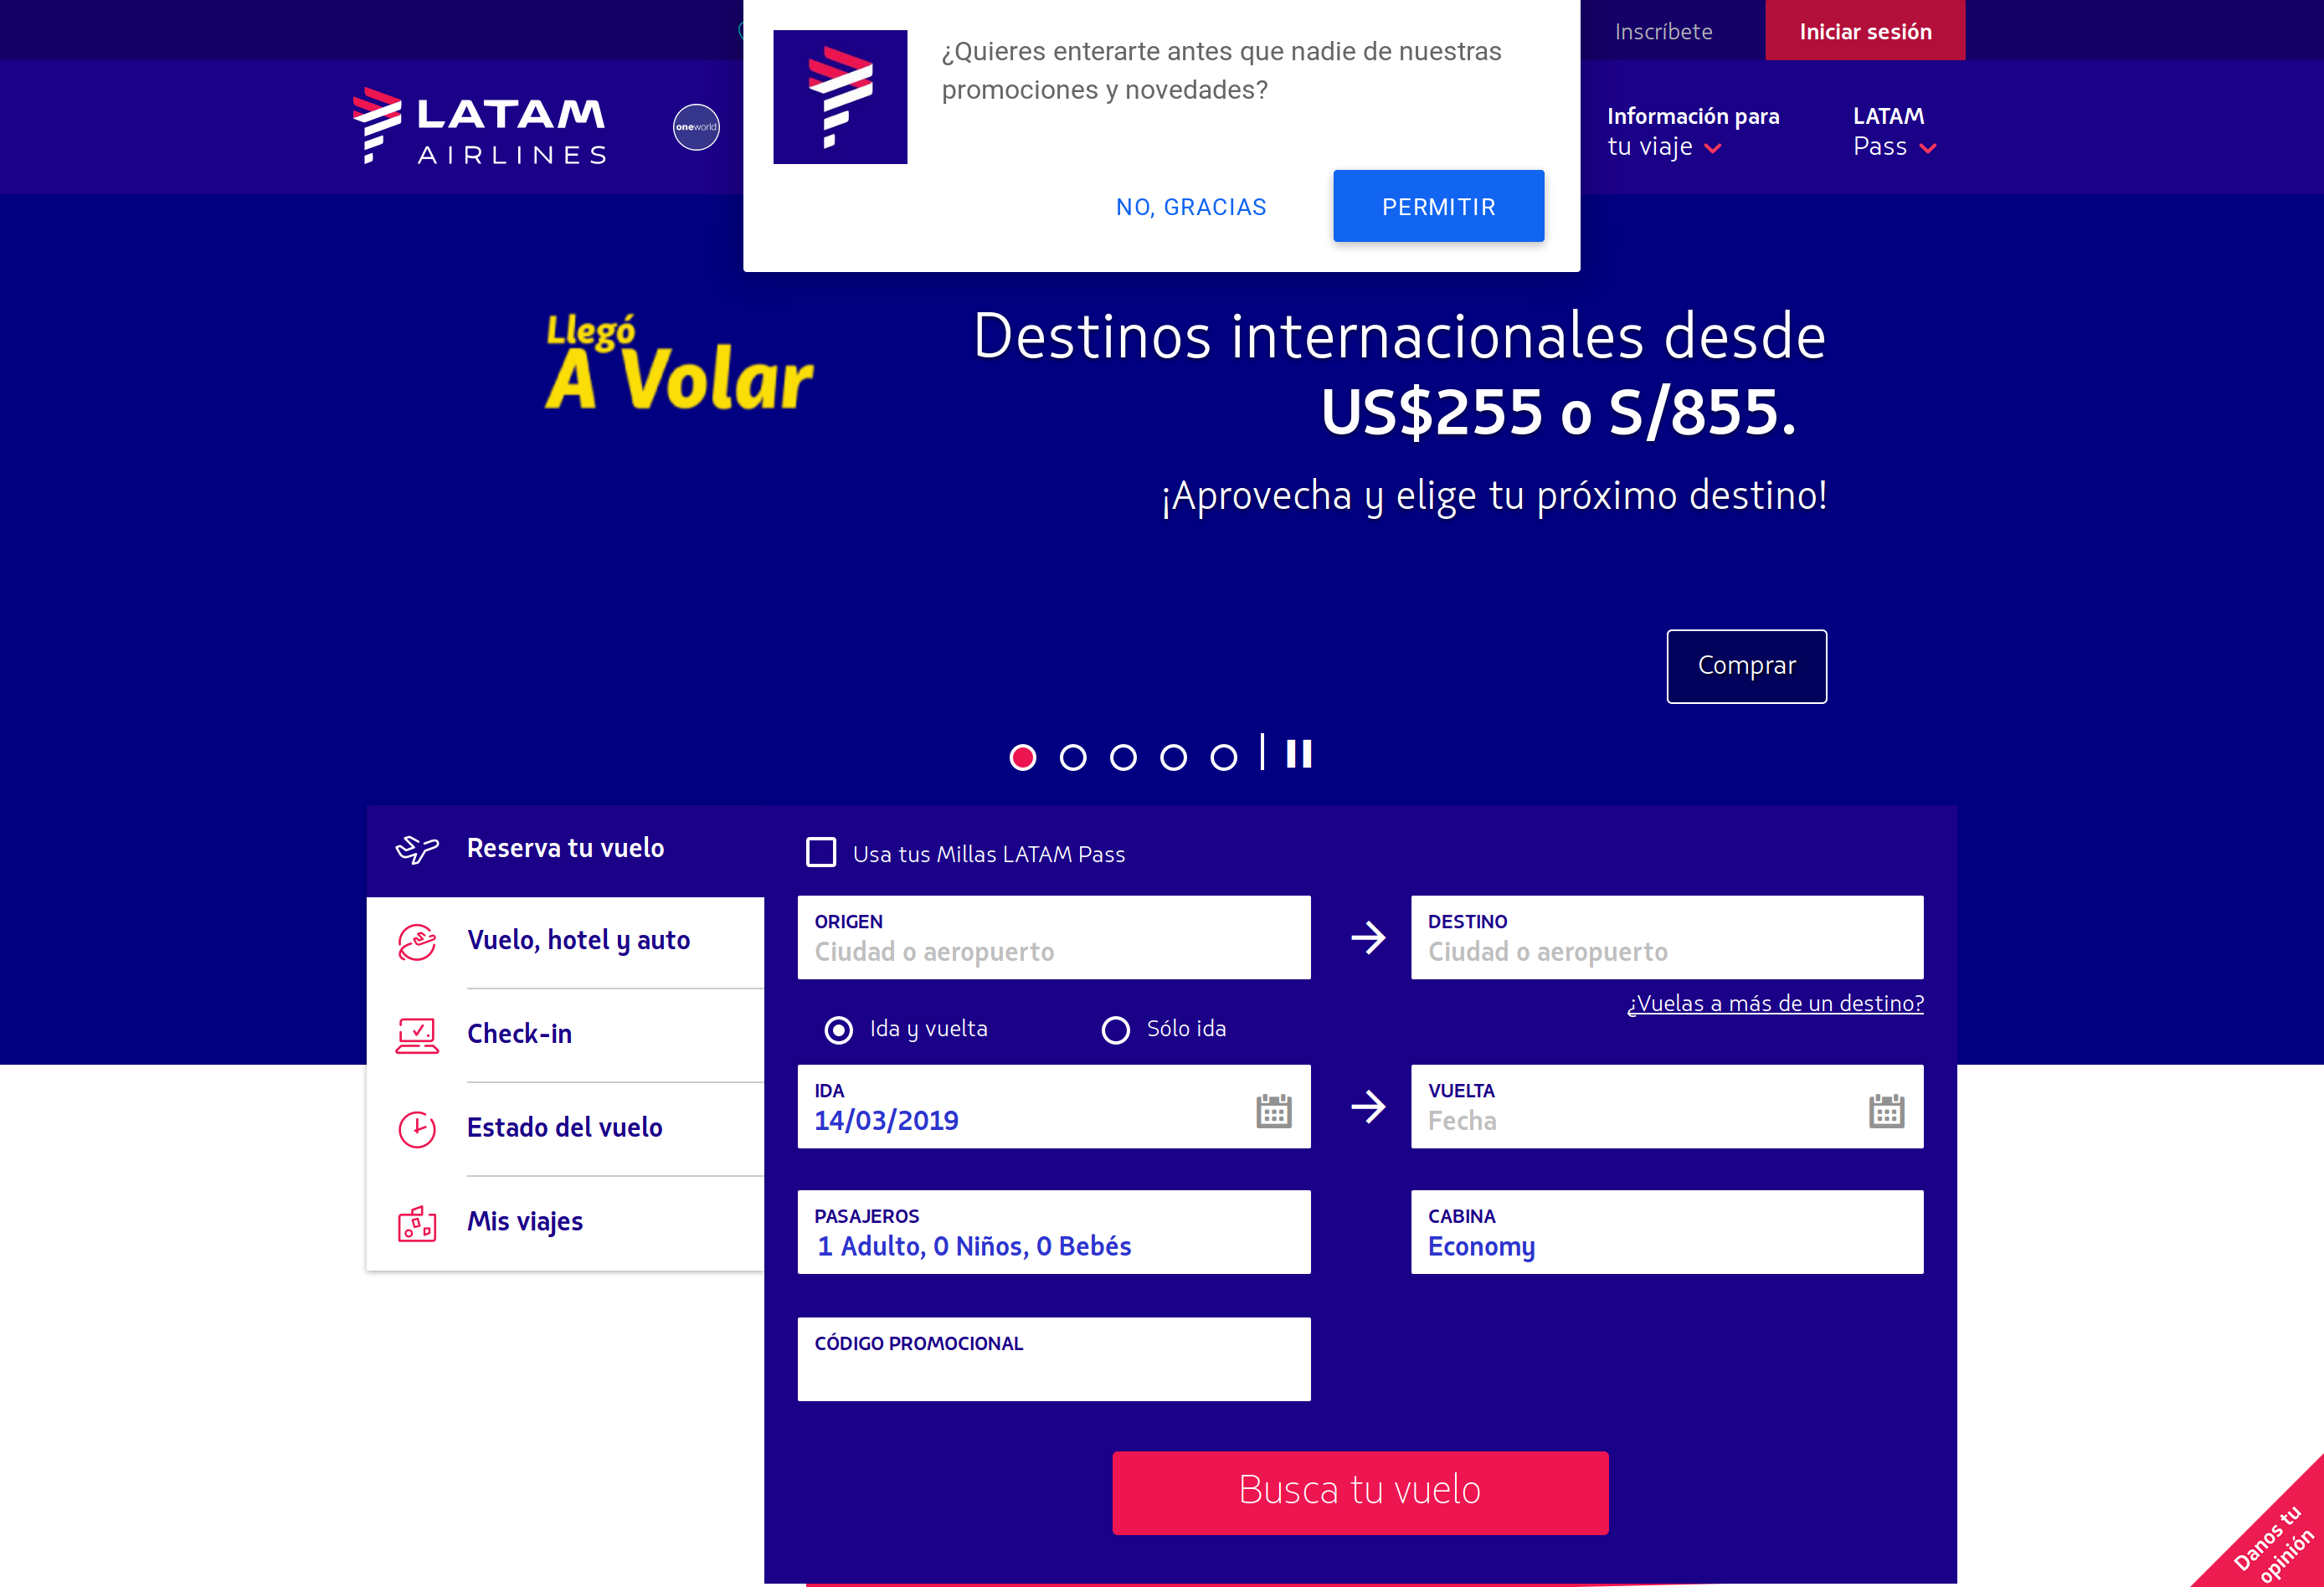 ¿Quieres enterarte antes que nadie de nuestras
promociones y novedades?
NO, GRACIAS
PERMITIR
Inscríbete
Iniciar sesión
LATAM
AIRLINES
oneworld
Información para
tu viaje
LATAM
Pass
Llegó
A Volar
Destinos internacionales desde
US$255 o S/855.
¡Aprovecha y elige tu próximo destino!
Comprar
Reserva tu vuelo
Vuelo, hotel y auto
Check-in
Estado del vuelo
Mis viajes
Usa tus Millas LATAM Pass
ORIGEN
Ciudad o aeropuerto
DESTINO
Ciudad o aeropuerto
¿Vuelas a más de un destino?
Ida y vuelta
Sólo ida
IDA
14/03/2019
VUELTA
Fecha
PASAJEROS
1 Adulto, 0 Niños, 0 Bebés
CABINA
Economy
CÓDIGO PROMOCIONAL
Busca tu vuelo
Danos tu
opinión